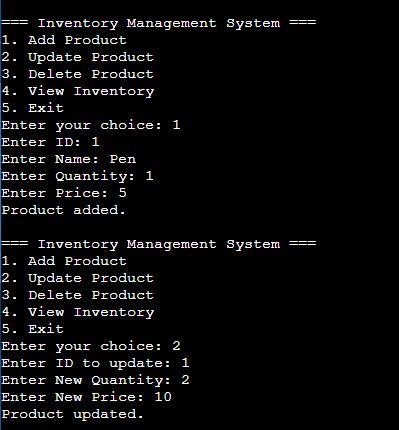 === Inventory Management System ===
1. Add Product
2. Update Product
3. Delete Product
4. View Inventory
5. Exit
Enter your choice: 1
Enter ID: 1
Enter Name: Pen
Enter Quantity: 1
Enter Price: 5
Product added.
=== Inventory Management System ===
1. Add Product
2. Update Product
3. Delete Product
4. View Inventory
5. Exit
Enter your choice: 2
Enter ID to update: 1
Enter New Quantity: 2
Enter New Price: 10
Product updated.